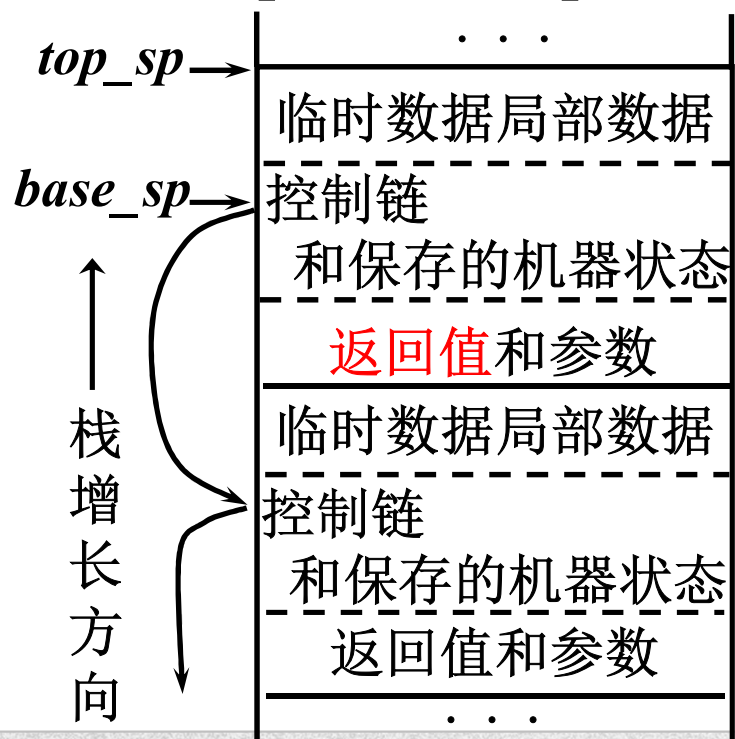 . . .
top_sp
临时数据局部数据
base_sp
控制链
和保存的机器状态
返回值和参数
临时数据局部数据
控制链
和保存的机器状态
返回值和参数
. . .
栈增长方向